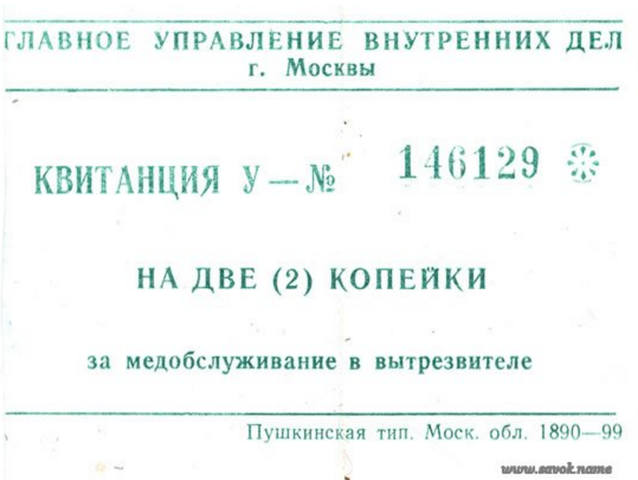 ГЛАВНОЕ УПРАВЛЕНИЕ ВНУТРЕННИХ ДЕЛ
г. Москвы
КВИТАНЦИЯ У — № 146129
НА ДВЕ (2) КОПЕЙКИ
за медобслуживание в вытрезвителе
Пушкинская тип. Моск. обл. 1890—99
www.savok.name